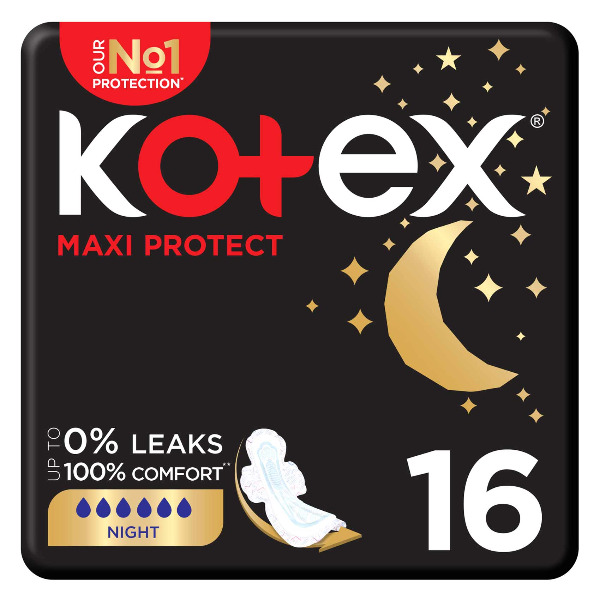 OUR No1
PROTECTION*
Kotex®
MAXI PROTECT
UP TO
0% LEAKS
100% COMFORT**
NIGHT
16